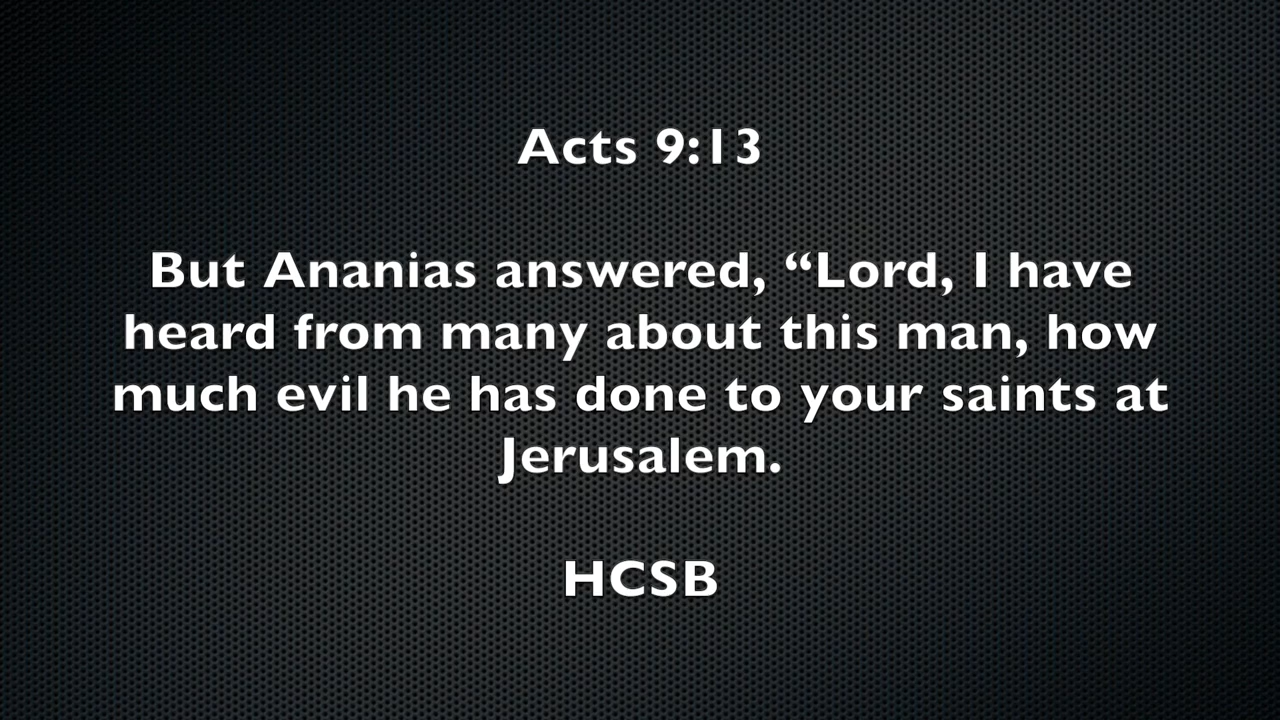 Acts 9:13
But Ananias answered, “Lord, I have
heard from many about this man, how
much evil he has done to your saints at
Jerusalem.
HCSB